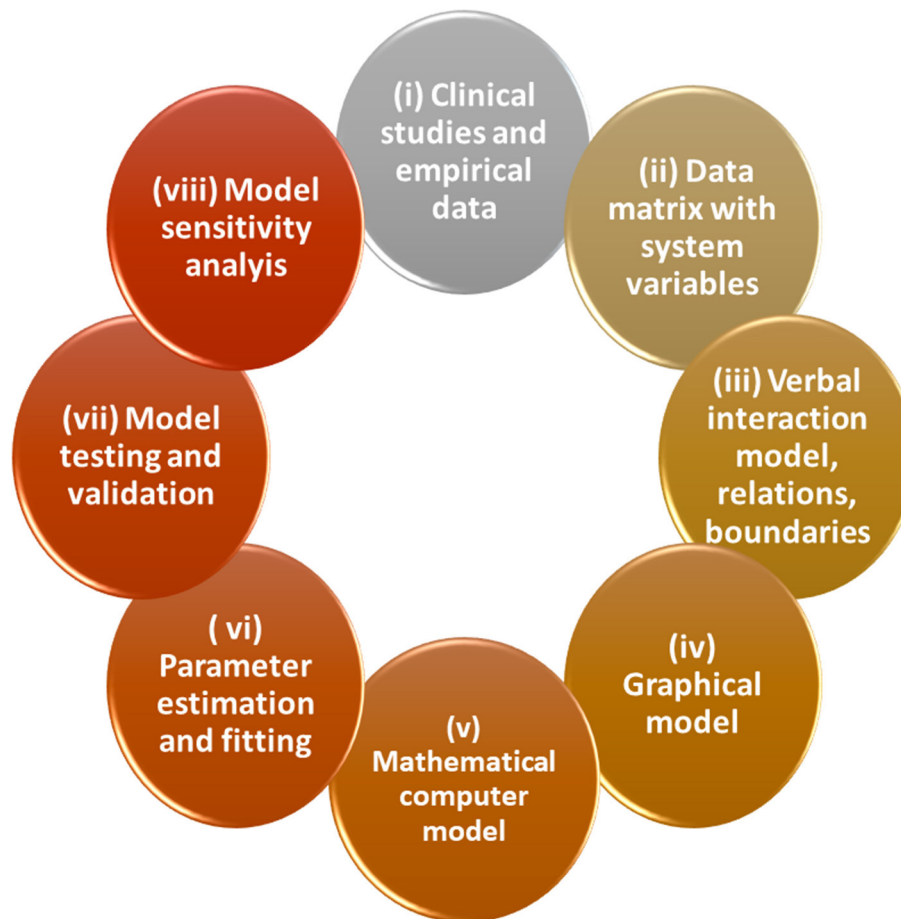 (i) Clinical
studies and
empirical
data
(ii) Data
matrix with
system
variables
(iii) Verbal
interaction
model,
relations,
boundaries
(iv)
Graphical
model
(v)
Mathematical
computer
model
( vi)
Parameter
estimation
and fitting
(vii) Model
testing and
validation
(viii) Model
sensitivity
analyis